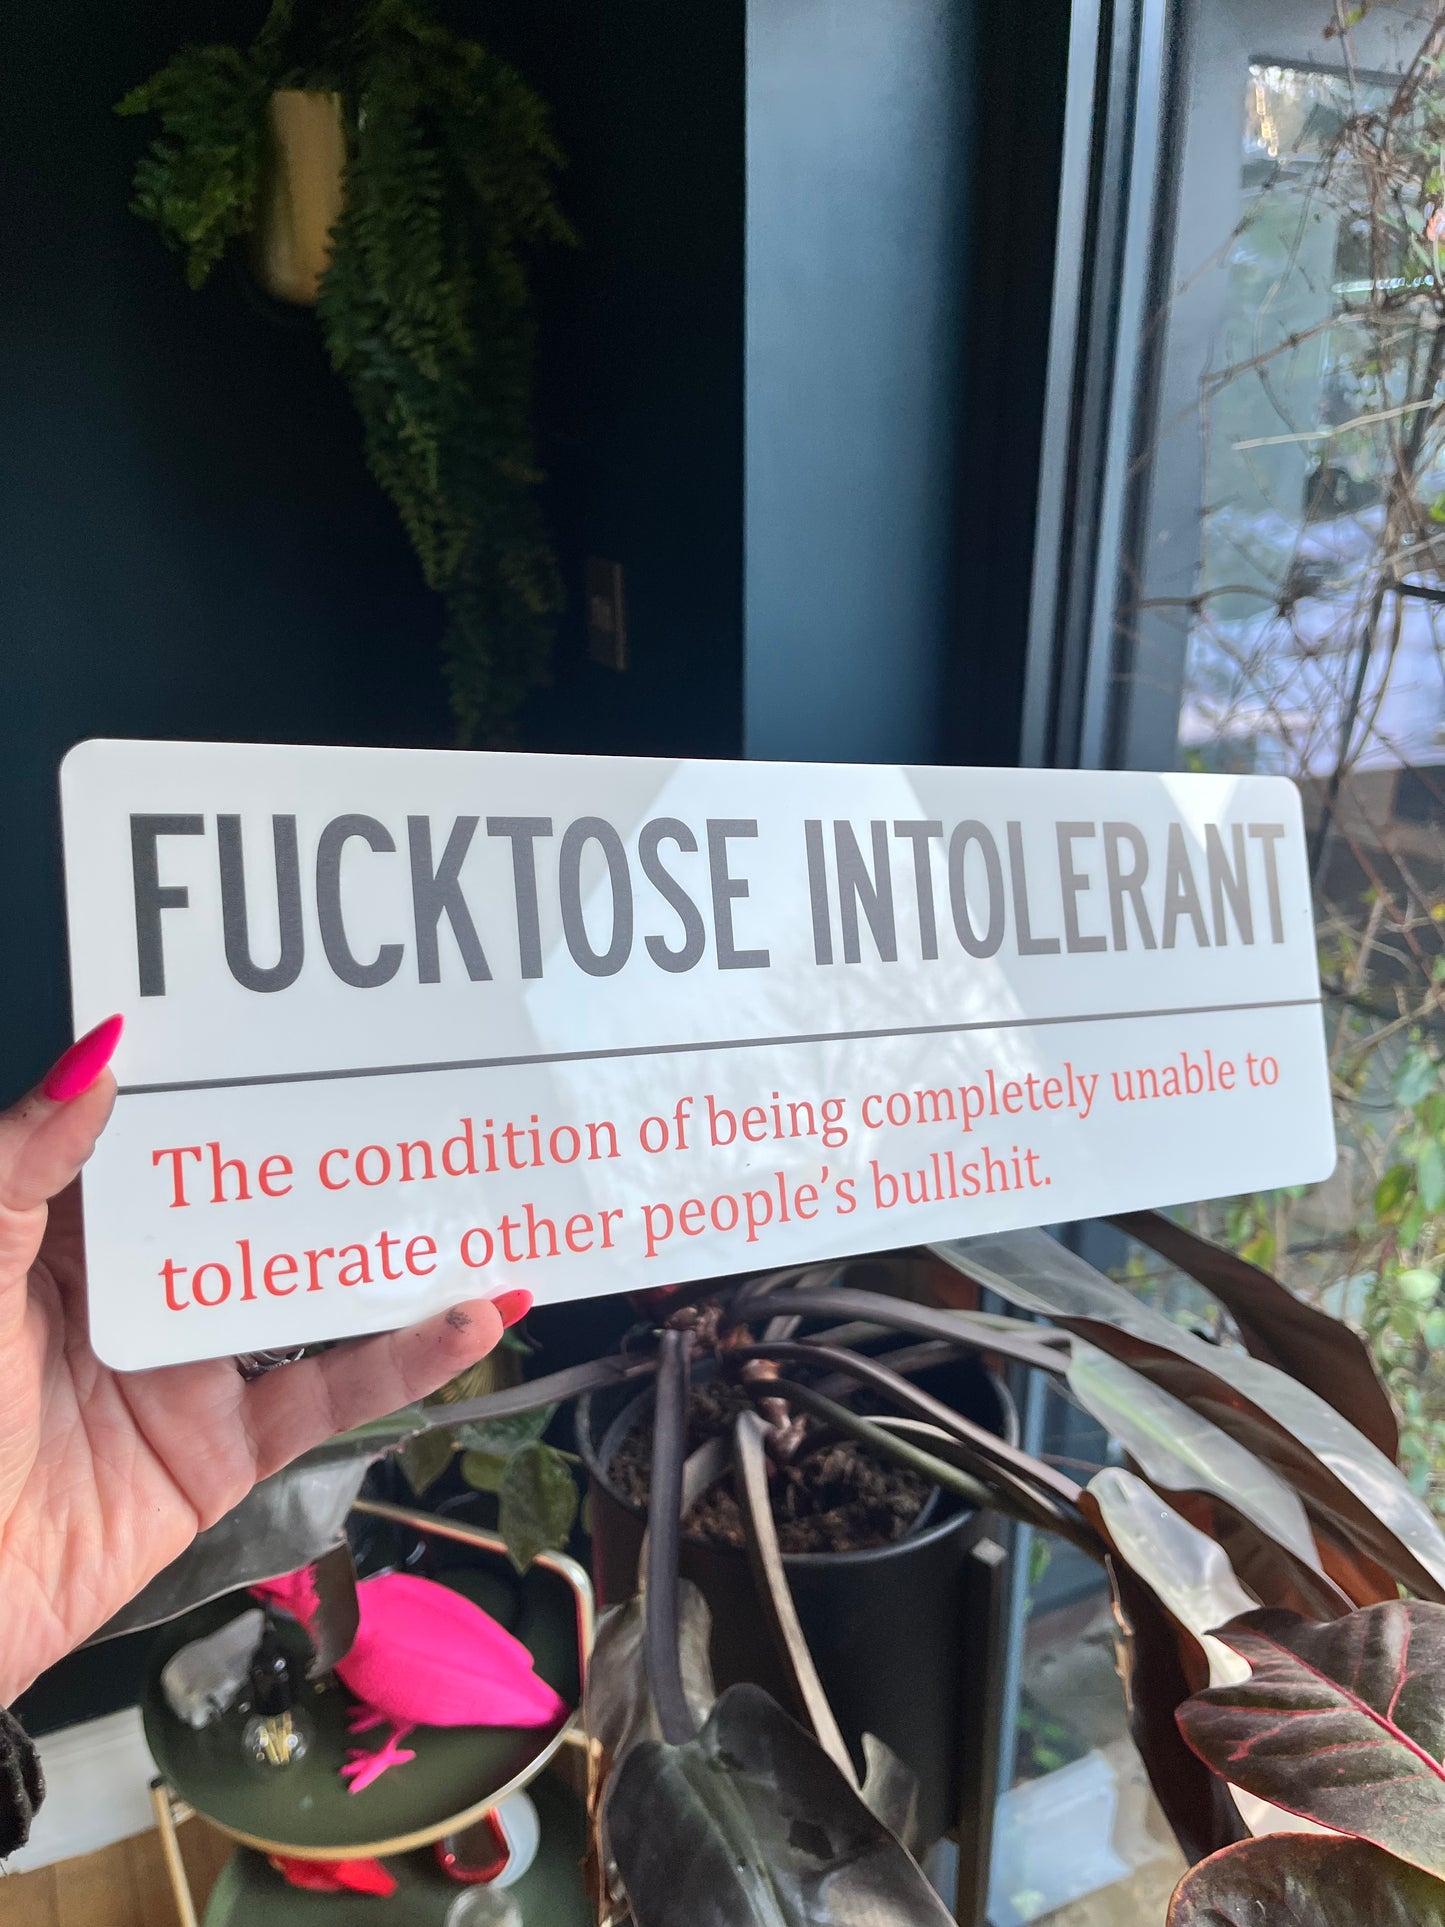 FUCKTOSE INTOLERANT
The condition of being completely unable to
tolerate other people's bullshit.